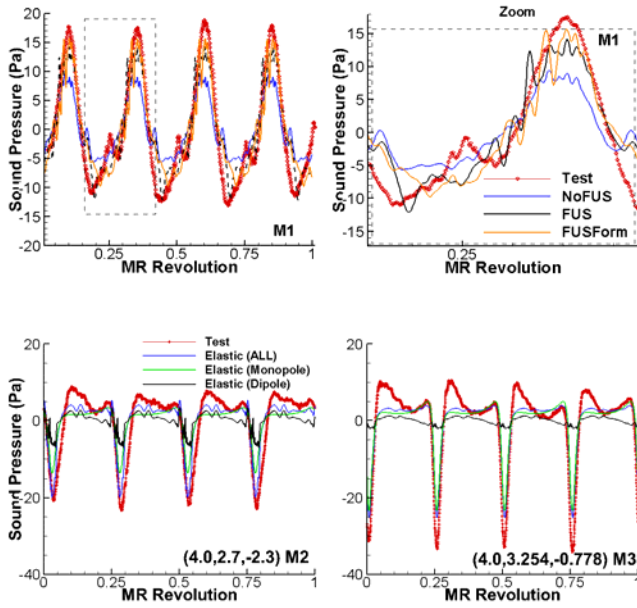 Sound Pressure (Pa)
20
15
10
5
0
-5
-10
-15
-20
0.25
0.5
0.75
1
M1
MR Revolution
Zoom
Sound Pressure (Pa)
15
10
5
0
-5
-10
-15
0.25
M1
Test
NoFUS
FUS
FUSForm
MR Revolution
Sound Pressure (Pa)
20
0
-20
-40
0
0.25
0.5
0.75
1
Test
Elastic (ALL)
Elastic (Monopole)
Elastic (Dipole)
(4.0,2.7,-2.3) M2
MR Revolution
Sound Pressure (Pa)
20
0
-20
-40
0
0.25
0.5
0.75
(4.0,3.254,-0.778) M3
MR Revolution